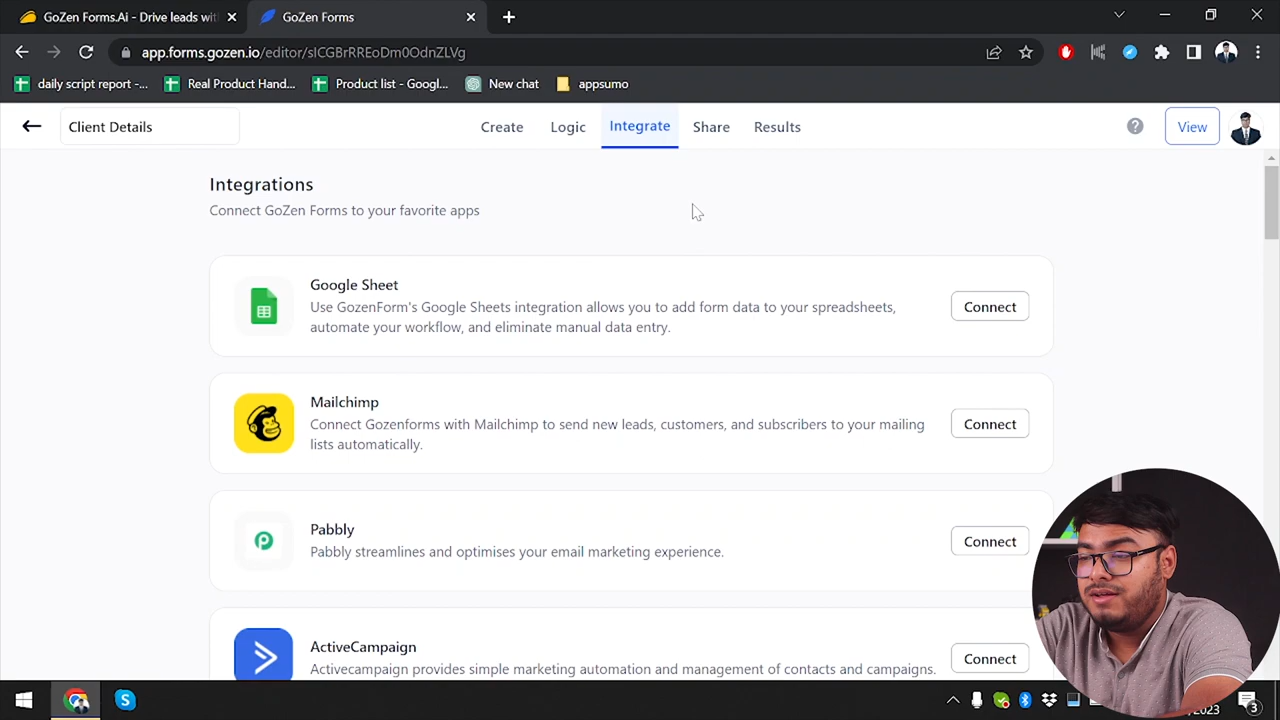 GoZen Forms.Ai - Drive leads wit
GoZen Forms
app.forms.gozen.io/editor/slCGBrRREoDm0OdnZLVg
daily script report -...
Real Product Hand...
Product list - Googl...
New chat
appsumo
Client Details
Create
Logic
Integrate
Share
Results
View
Integrations
Connect GoZen Forms to your favorite apps
Google Sheet
Use GozenForm's Google Sheets integration allows you to add form data to your spreadsheets,
automate your workflow, and eliminate manual data entry.
Connect
Mailchimp
Connect Gozenforms with Mailchimp to send new leads, customers, and subscribers to your mailing
lists automatically.
Connect
Pabbly
Pabbly streamlines and optimises your email marketing experience.
Connect
ActiveCampaign
Activecampaign provides simple marketing automation and management of contacts and campaigns.
Connect
2023
3